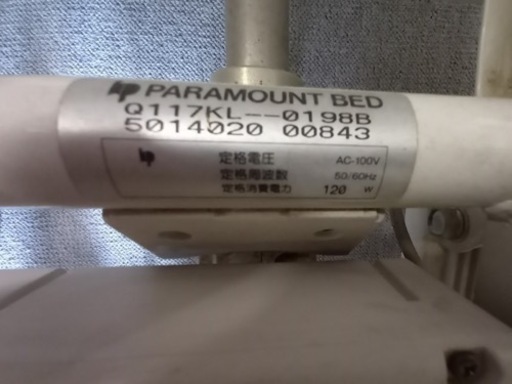 PARAMOUNT BED
Q117KL--0198B
5014020 00843
定格電圧 AC-100V
定格周波数 50/60Hz
定格消費電力 120 W